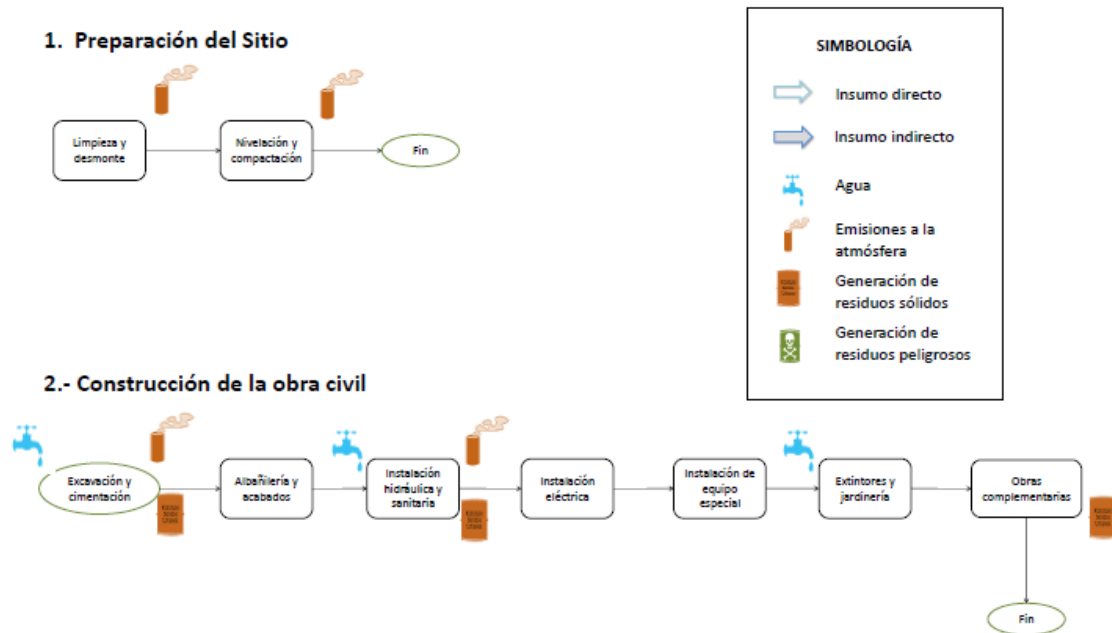 1. Preparación del Sitio
Limpieza y
desmonte
Nivelación y
compactación
Fin
SIMBOLOGÍA
Insumo directo
Insumo indirecto
Agua
Emisiones a la
atmósfera
Generación de
residuos sólidos
Generación de
residuos peligrosos
2.- Construcción de la obra civil
Excavación y
cimentación
Albañilería y
acabados
Instalación
hidráulica y
sanitaria
Instalación
eléctrica
Instalación de
equipo
especial
Extintores y
jardinería
Obras
complementarias
Fin